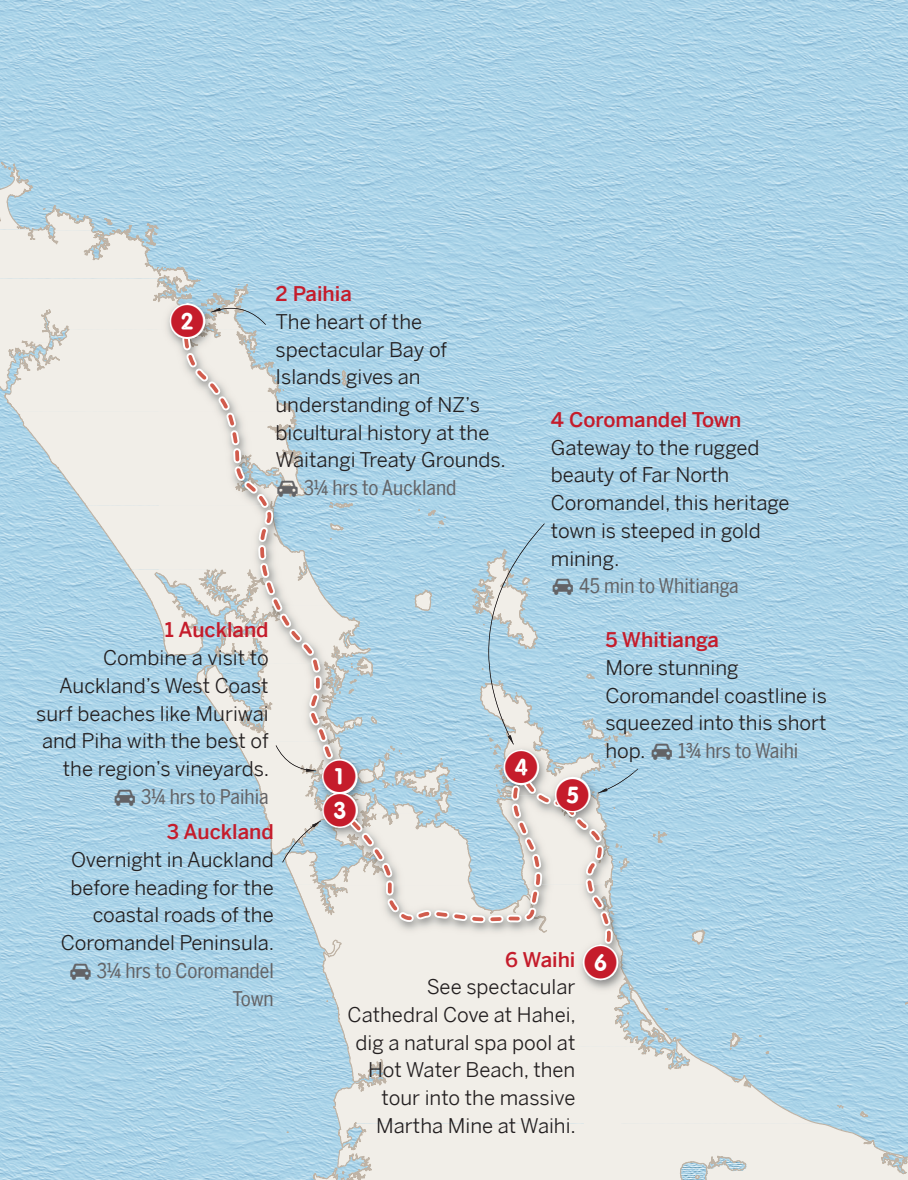 2 Paihia
The heart of the
spectacular Bay of
Islands gives an
understanding of NZ's
bicultural history at the
Waitangi Treaty Grounds.
3¼ hrs to Auckland
2
4 Coromandel Town
Gateway to the rugged
beauty of Far North
Coromandel, this heritage
town is steeped in gold
mining.
45 min to Whitianga
1 Auckland
Combine a visit to
Auckland's West Coast
surf beaches like Muriwai
and Piha with the best of
the region's vineyards.
3¼ hrs to Paihia
5 Whitianga
More stunning
Coromandel coastline is
squeezed into this short
hop. 1¾ hrs to Waihi
1
4
5
3
3 Auckland
Overnight in Auckland
before heading for the
coastal roads of the
Coromandel Peninsula.
3¼ hrs to Coromandel
Town
6 Waihi
6
See spectacular
Cathedral Cove at Hahei,
dig a natural spa pool at
Hot Water Beach, then
tour into the massive
Martha Mine at Waihi.